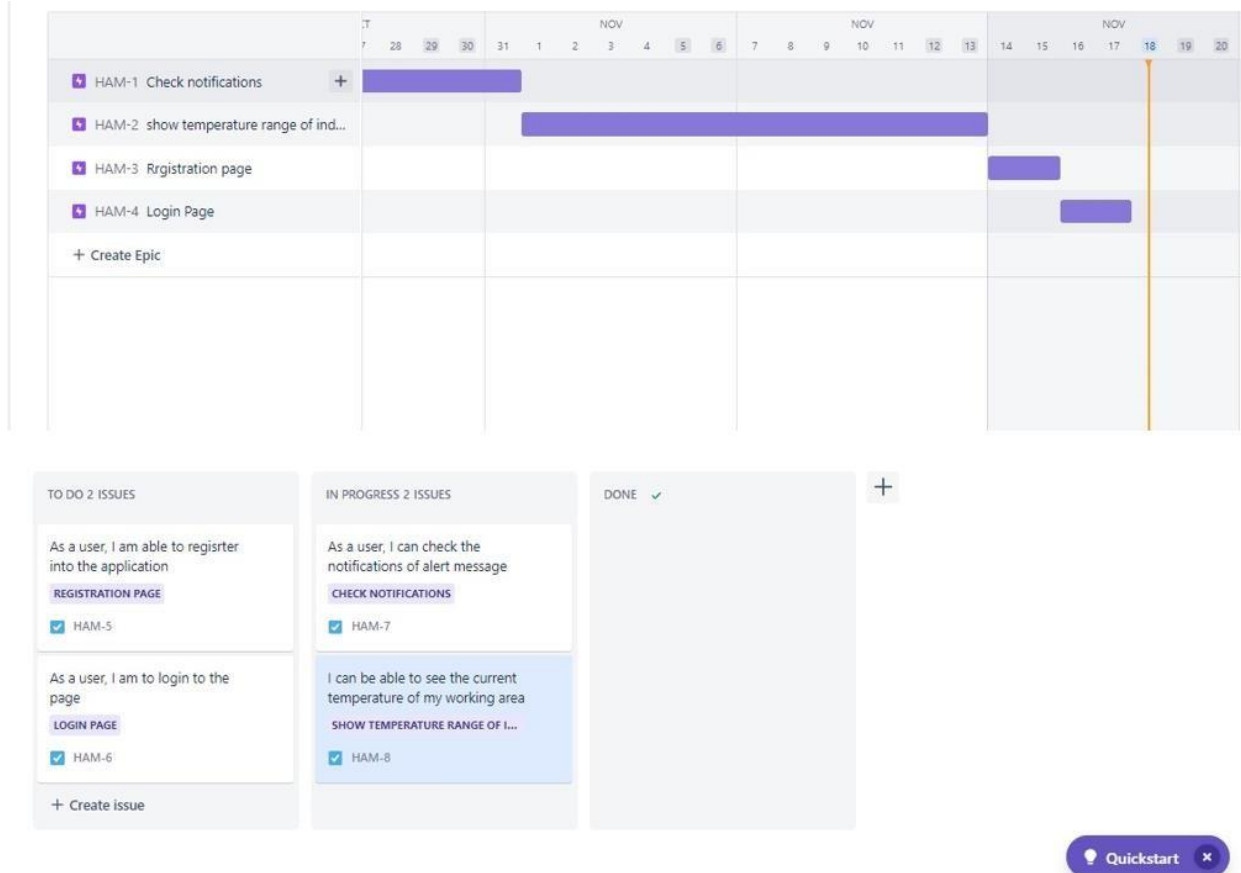 NOV NOV NOV
28 29 30 31 1 2 3 4 5 6 7 8 9 10 11 12 13 14 15 16 17 18 19 20
HAM-1 Check notifications +
HAM-2 show temperature range of ind...
HAM-3 Rrgistration page
HAM-4 Login Page
+ Create Epic
TO DO 2 ISSUES
As a user, I am able to regisrter
into the application
REGISTRATION PAGE
HAM-5
As a user, I am to login to the
page
LOGIN PAGE
HAM-6
+ Create issue
IN PROGRESS 2 ISSUES
As a user, I can check the
notifications of alert message
CHECK NOTIFICATIONS
HAM-7
I can be able to see the current
temperature of my working area
SHOW TEMPERATURE RANGE OF I...
HAM-8
DONE ✓
+
Quickstart ×